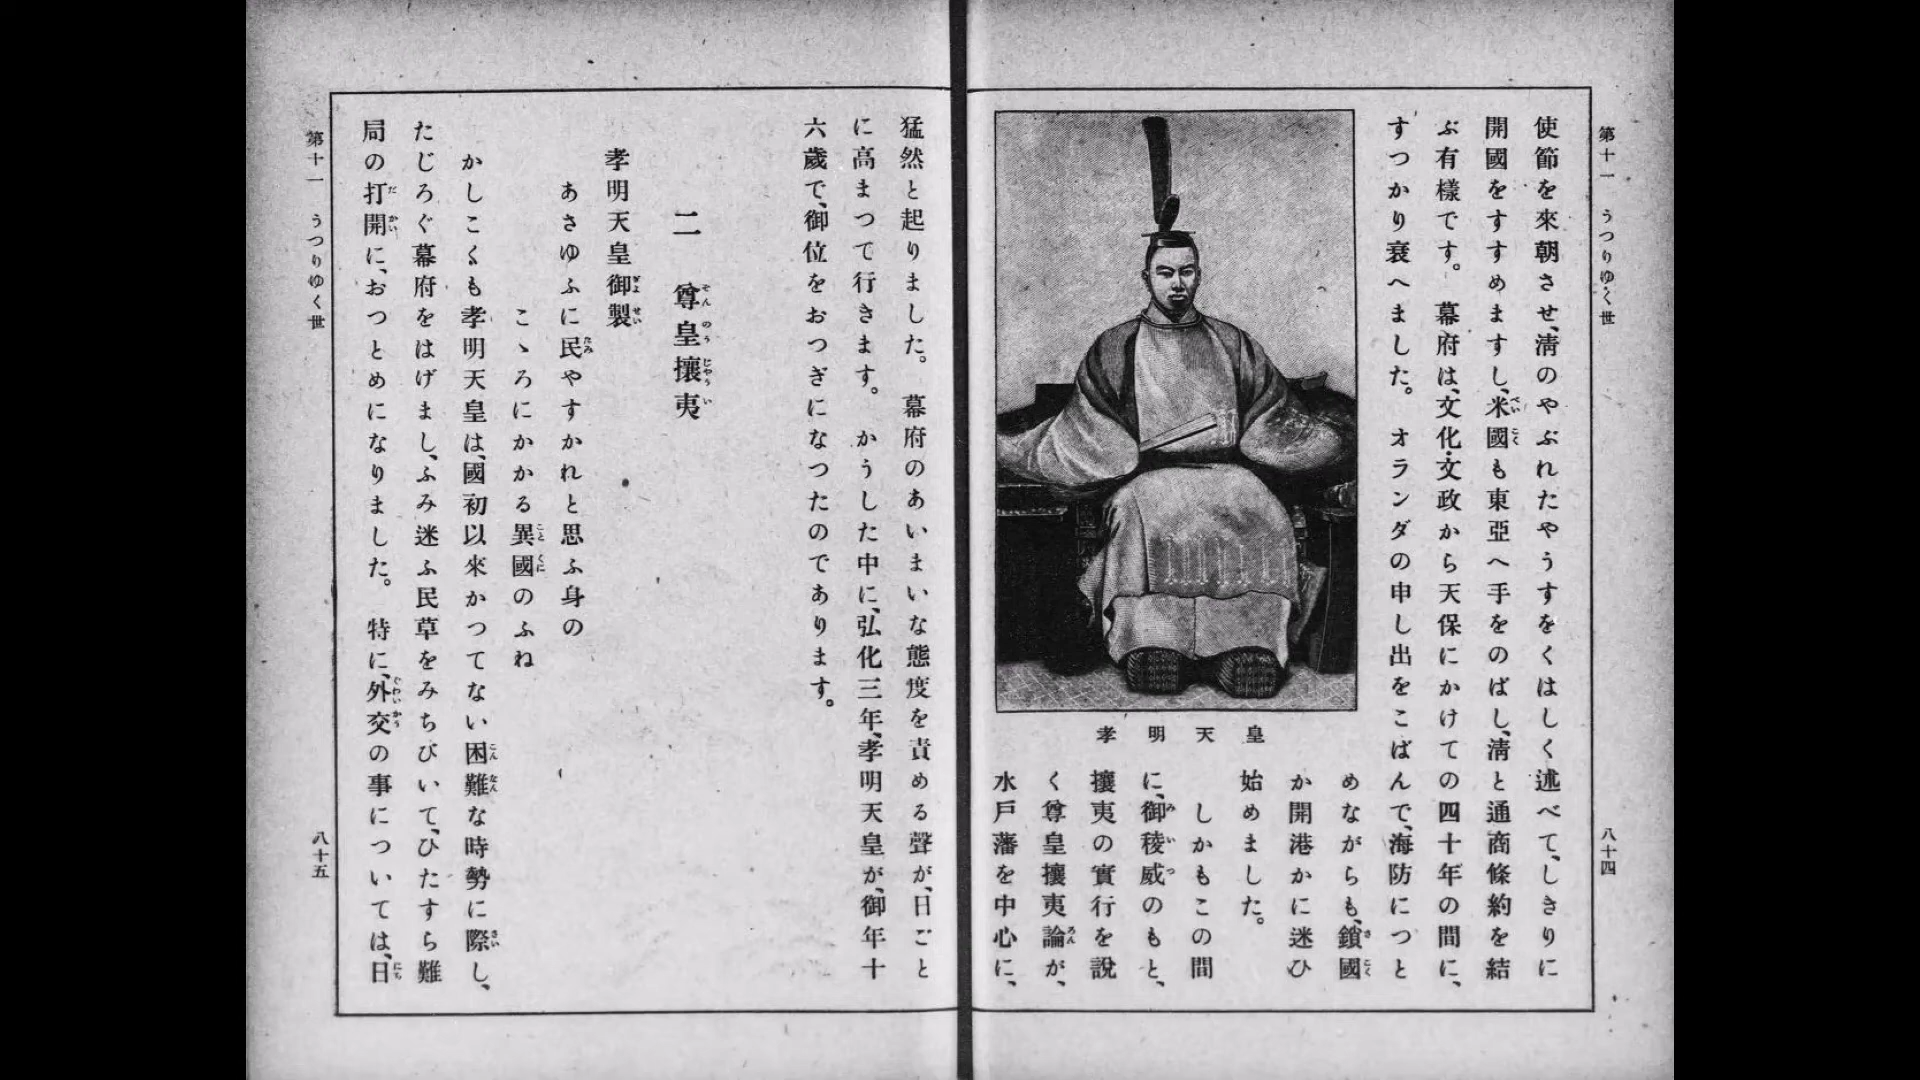 第十一 うつりゆく世
八十四
使節を來朝させ、淸のやぶれたやうすをくはしく述べて、しきりに
開國をすすめますし、米國も東亞へ手をのばし、淸と通商條約を結
ぶ有樣です。幕府は、文化・文政から天保にかけての四十年の間に、
すつかり衰へました。オランダの申し出をこばんで、海防につと
めながらも、鎖國
か開港かに迷ひ
始めました。
しかもこの間
に、御稜威のもと、
攘夷の實行を說
く尊皇攘夷論が、
水戶藩を中心に、
孝明天皇
猛然と起りました。幕府のあいまいな態度を責める聲が、日ごと
に高まつて行きます。かうした中に、弘化三年、孝明天皇が、御年十
六歲で、御位をおつぎになつたのであります。
二 尊皇攘夷
孝明天皇御製
あさゆふに民やすかれと思ふ身の
こゝろにかかる異國のふね
かしこくも孝明天皇は、國初以來かつてない困難な時勢に際し、
たじろぐ幕府をはげまし、ふみ迷ふ民草をみちびいて、ひたすら難
局の打開に、おつとめになりました。特に、外交の事については、日
第十一 うつりゆく世
八十五